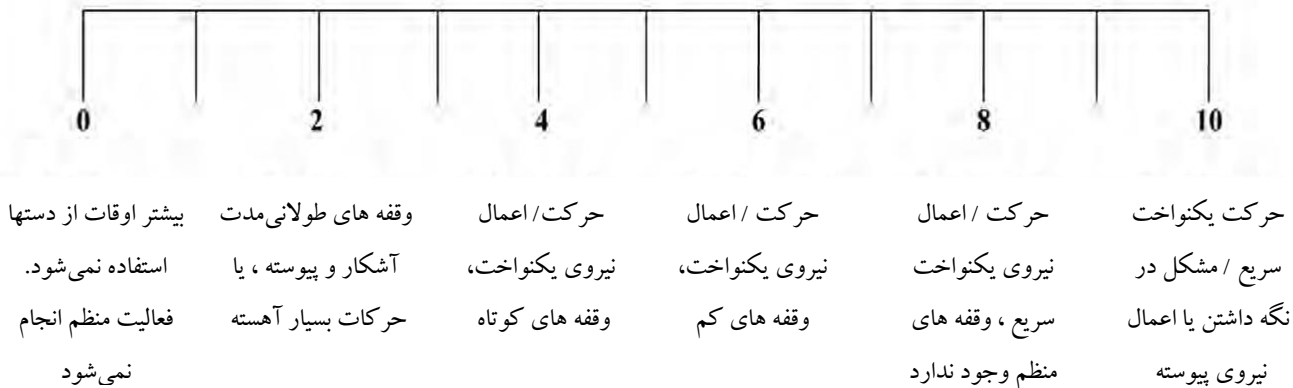 0 2 4 6 8 10
بیشتر اوقات از دستها
استفاده نمی‌شود.
فعالیت منظم انجام
نمی‌شود
وقفه های طولانی‌مدت
آشکار و پیوسته ، یا
حرکات بسیار آهسته
حرکت/ اعمال
نیروی یکنواخت،
وقفه های کوتاه
حرکت / اعمال
نیروی یکنواخت،
وقفه های کم
حرکت / اعمال
نیروی یکنواخت
سریع ، وقفه های
منظم وجود ندارد
حرکت یکنواخت
سریع / مشکل در
نگه داشتن یا اعمال
نیروی پیوسته